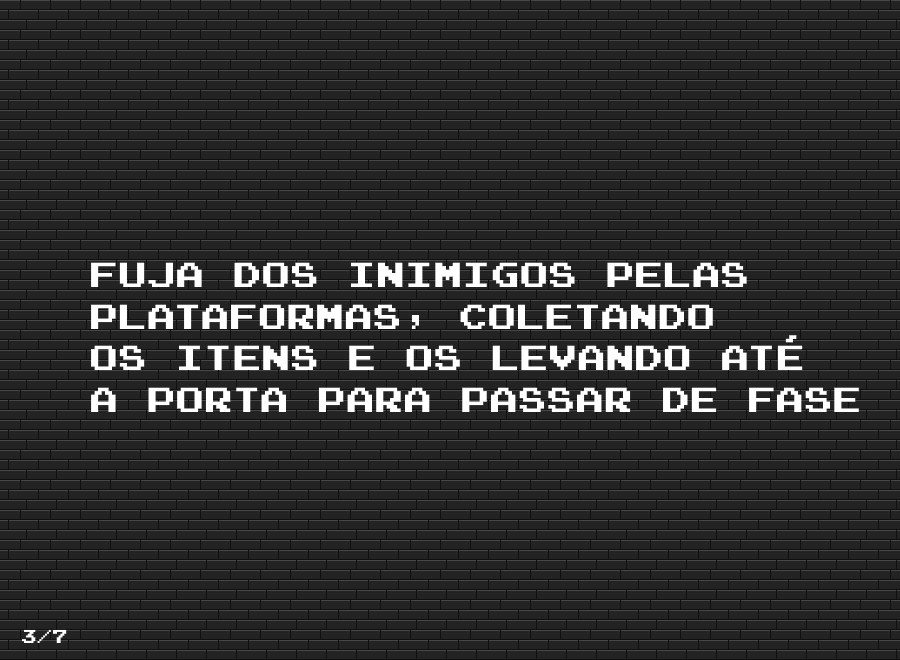 FUJA DOS INIMIGOS PELAS
PLATAFORMAS, COLETANDO
OS ITENS E OS LEVANDO ATÉ
A PORTA PARA PASSAR DE FASE
3/7